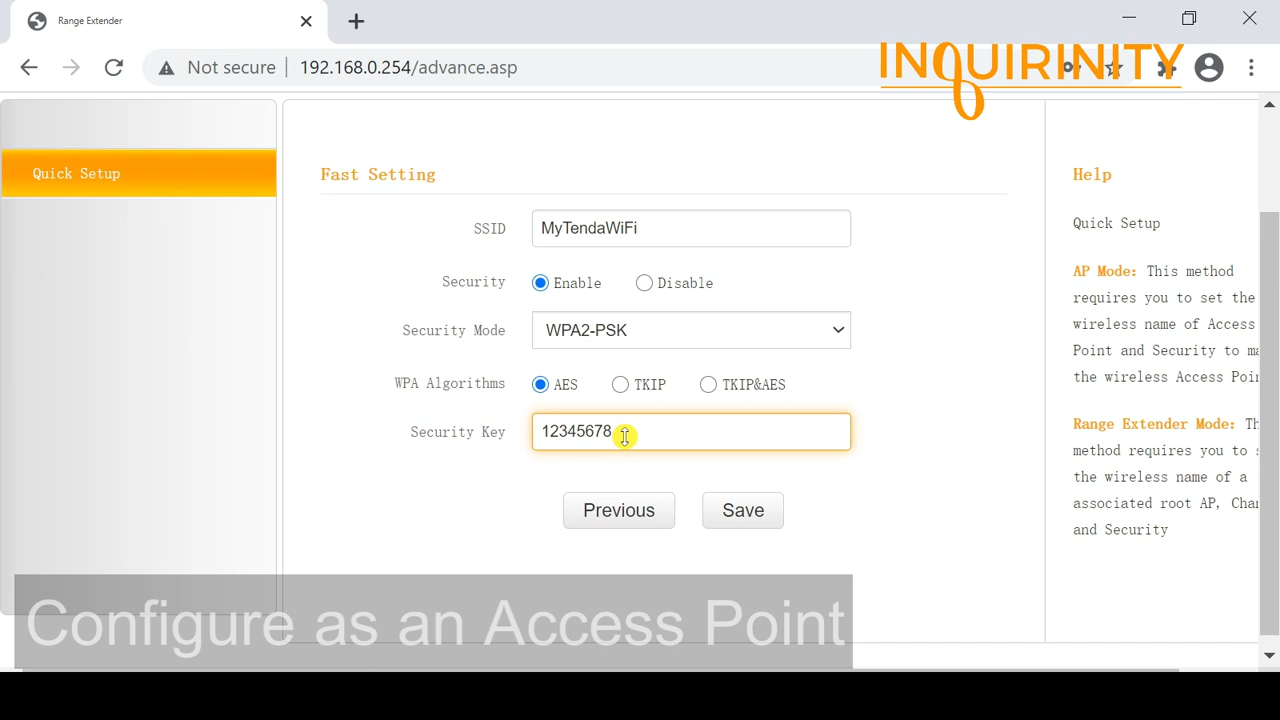 Range Extender
Not secure
192.168.0.254/advance.asp
INQUIRINITY
Quick Setup
Fast Setting
SSID
MyTendaWiFi
Security
Enable
Disable
Security Mode
WPA2-PSK
WPA Algorithms
AES
TKIP
TKIP&AES
Security Key
12345678
Previous
Save
Help
Quick Setup
AP Mode: This method
requires you to set the
wireless name of Access
Point and Security to ma
the wireless Access Poin
Range Extender Mode: Th
method requires you to s
the wireless name of a
associated root AP, Chan
and Security
Configure as an Access Point